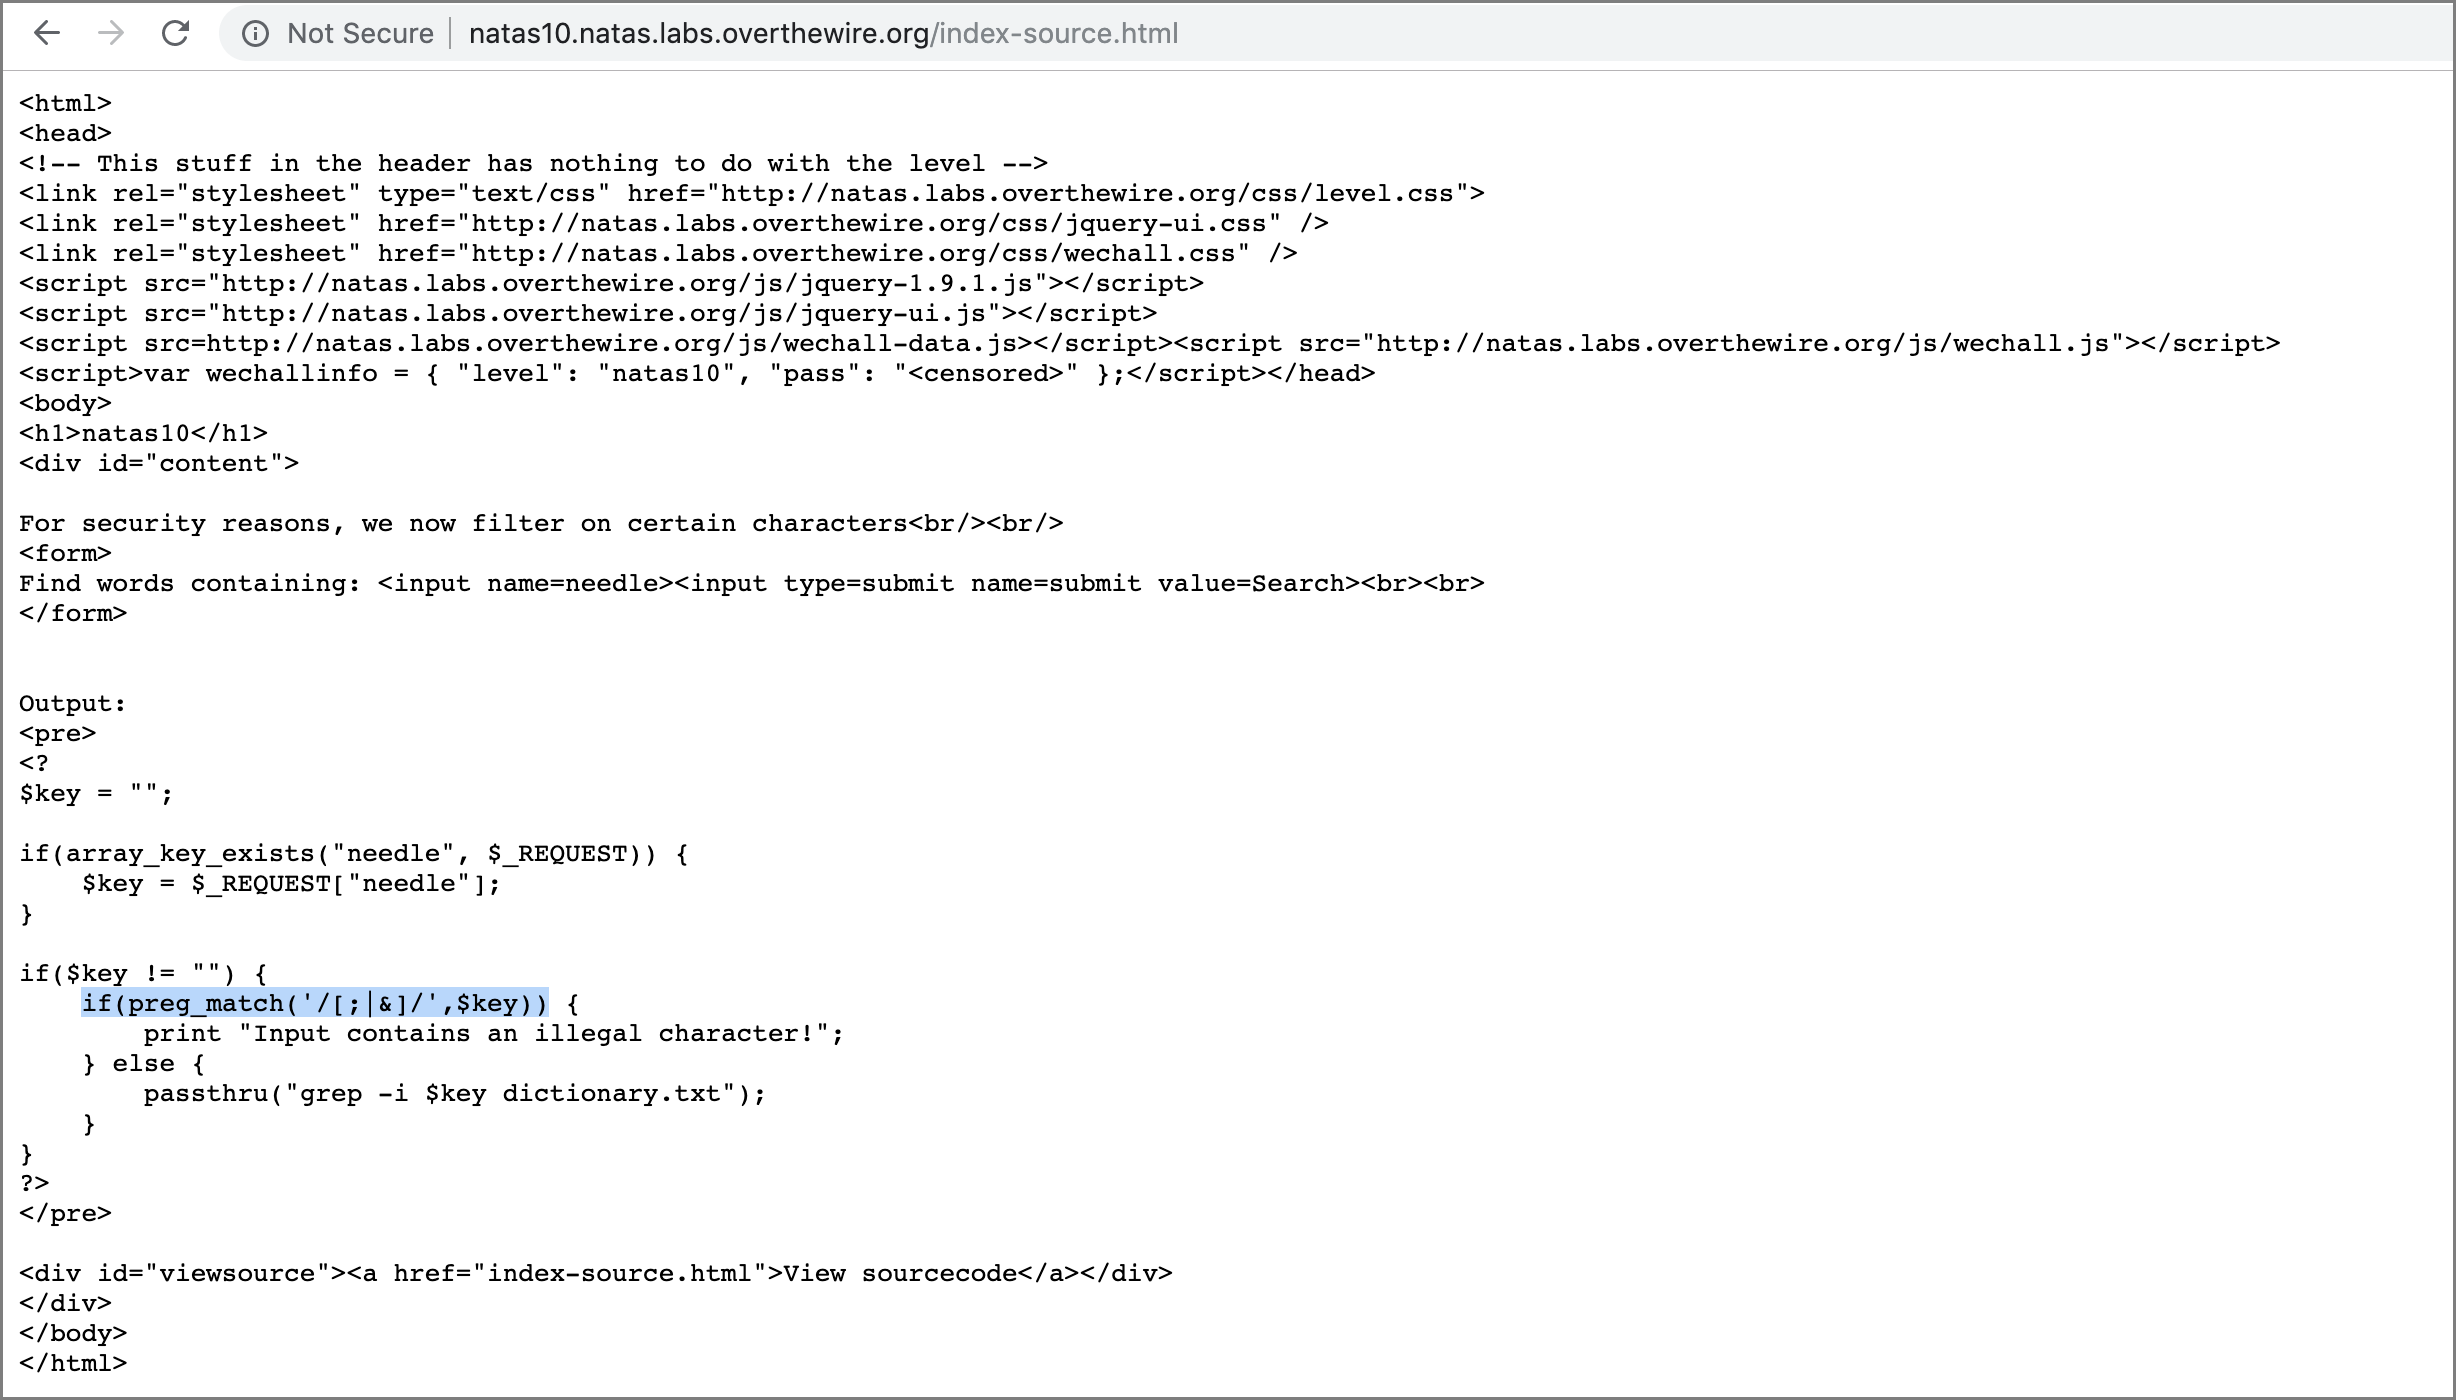 Not Secure | natas10.natas.labs.overthewire.org/index-source.html
<html>
<head>
<!-- This stuff in the header has nothing to do with the level -->
<link rel="stylesheet" type="text/css" href="http://natas.labs.overthewire.org/css/level.css">
<link rel="stylesheet" href="http://natas.labs.overthewire.org/css/jquery-ui.css" />
<link rel="stylesheet" href="http://natas.labs.overthewire.org/css/wechall.css" />
<script src="http://natas.labs.overthewire.org/js/jquery-1.9.1.js"></script>
<script src="http://natas.labs.overthewire.org/js/jquery-ui.js"></script>
<script src=http://natas.labs.overthewire.org/js/wechall-data.js></script><script src="http://natas.labs.overthewire.org/js/wechall.js"></script>
<script>var wechallinfo = { "level": "natas10", "pass": "<censored>" };</script></head>
<body>
<h1>natas10</h1>
<div id="content">

For security reasons, we now filter on certain characters<br/><br/>
<form>
Find words containing: <input name=needle><input type=submit name=submit value=Search><br><br>
</form>


Output:
<pre>
<?
$key = "";

if(array_key_exists("needle", $_REQUEST)) {
    $key = $_REQUEST["needle"];
}

if($key != "") {
    if(preg_match('/[;|&]/',$key)) {
        print "Input contains an illegal character!";
    } else {
        passthru("grep -i $key dictionary.txt");
    }
}
?>
</pre>

<div id="viewsource"><a href="index-source.html">View sourcecode</a></div>
</div>
</body>
</html>